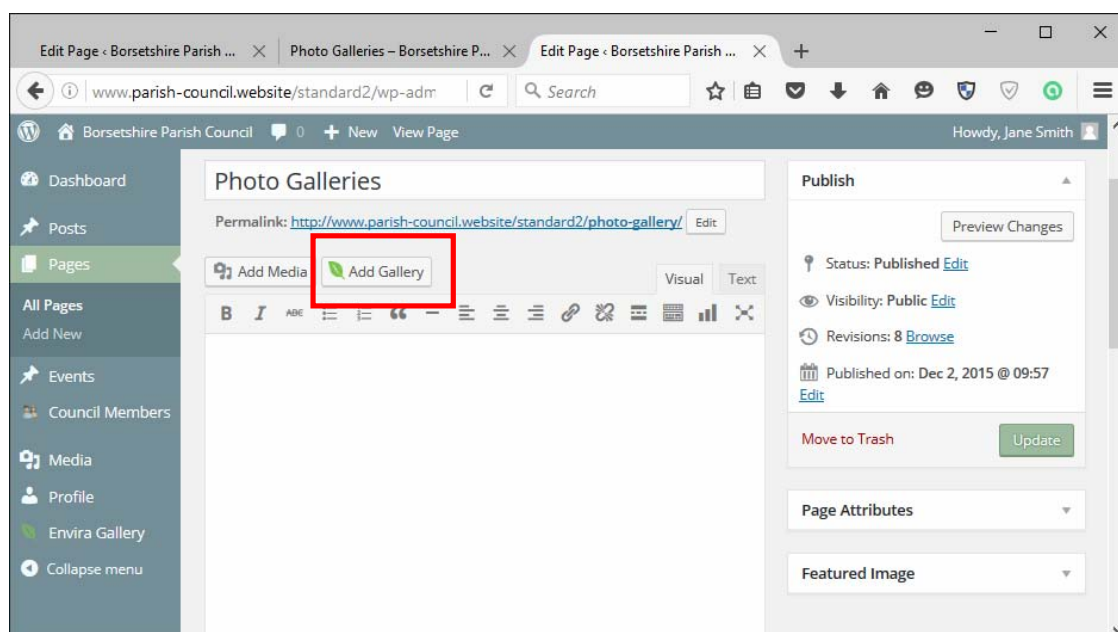 Edit Page ‹ Borsetshire Parish ...
Photo Galleries – Borsetshire P...
Edit Page ‹ Borsetshire Parish ...
www.parish-council.website/standard2/wp-adm
Search
Borsetshire Parish Council 0 + New View Page
Howdy, Jane Smith
Dashboard
Posts
Pages
All Pages
Add New
Events
Council Members
Media
Profile
Envira Gallery
Collapse menu
Photo Galleries
Permalink: http://www.parish-council.website/standard2/photo-gallery/ Edit
Add Media Add Gallery
Visual Text
B I ABE
Publish
Preview Changes
Status: Published Edit
Visibility: Public Edit
Revisions: 8 Browse
Published on: Dec 2, 2015 @ 09:57
Edit
Move to Trash Update
Page Attributes
Featured Image